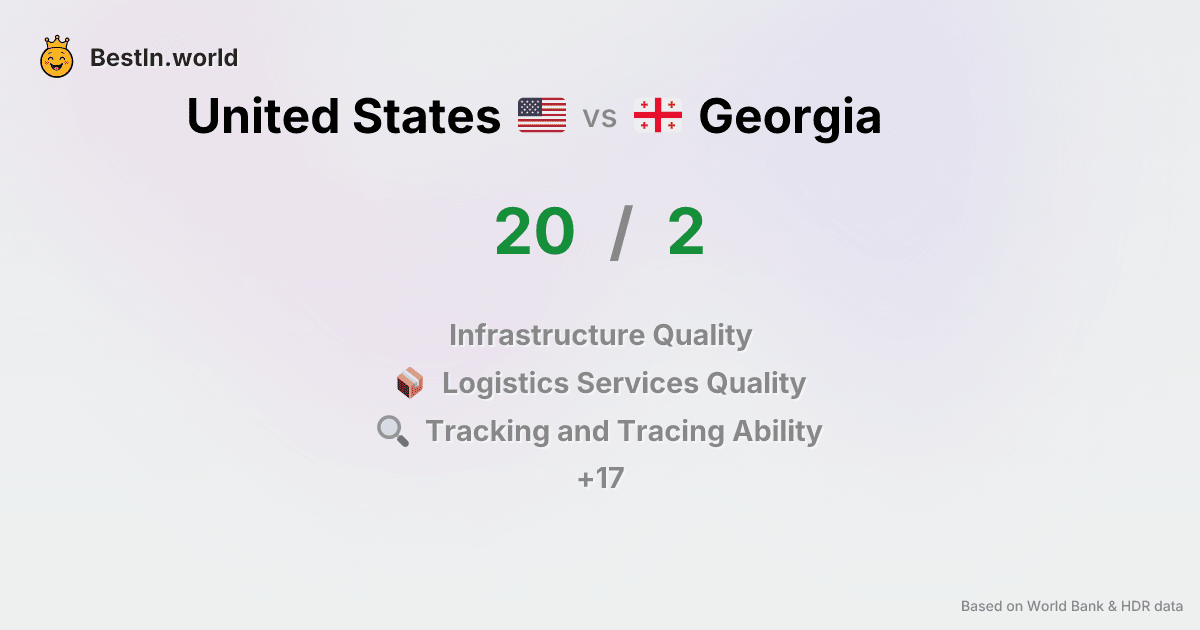 BestIn.world
United States vs Georgia
20 / 2
Infrastructure Quality
Logistics Services Quality
Tracking and Tracing Ability
+17
Based on World Bank & HDR data